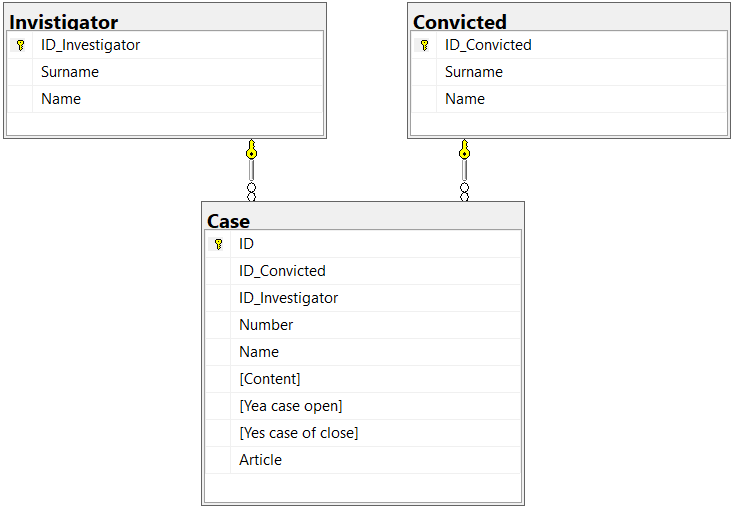 Invistigator
ID_Investigator
Surname
Name
Convicted
ID_Convicted
Surname
Name
Case
ID
ID_Convicted
ID_Investigator
Number
Name
[Content]
[Yea case open]
[Yes case of close]
Article